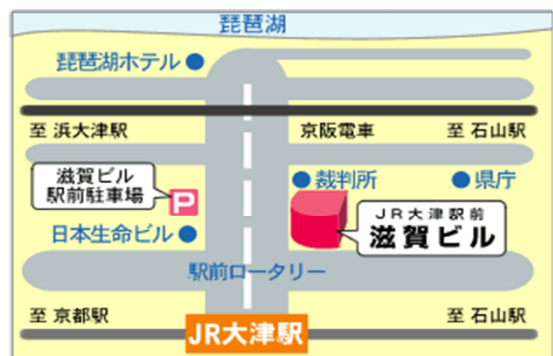 琵琶湖
琵琶湖ホテル
至 浜大津駅
京阪電車
至 石山駅
滋賀ビル
駅前駐車場
P
裁判所
県庁
JR大津駅前
滋賀ビル
日本生命ビル
駅前ロータリー
至 京都駅
JR大津駅
至 石山駅